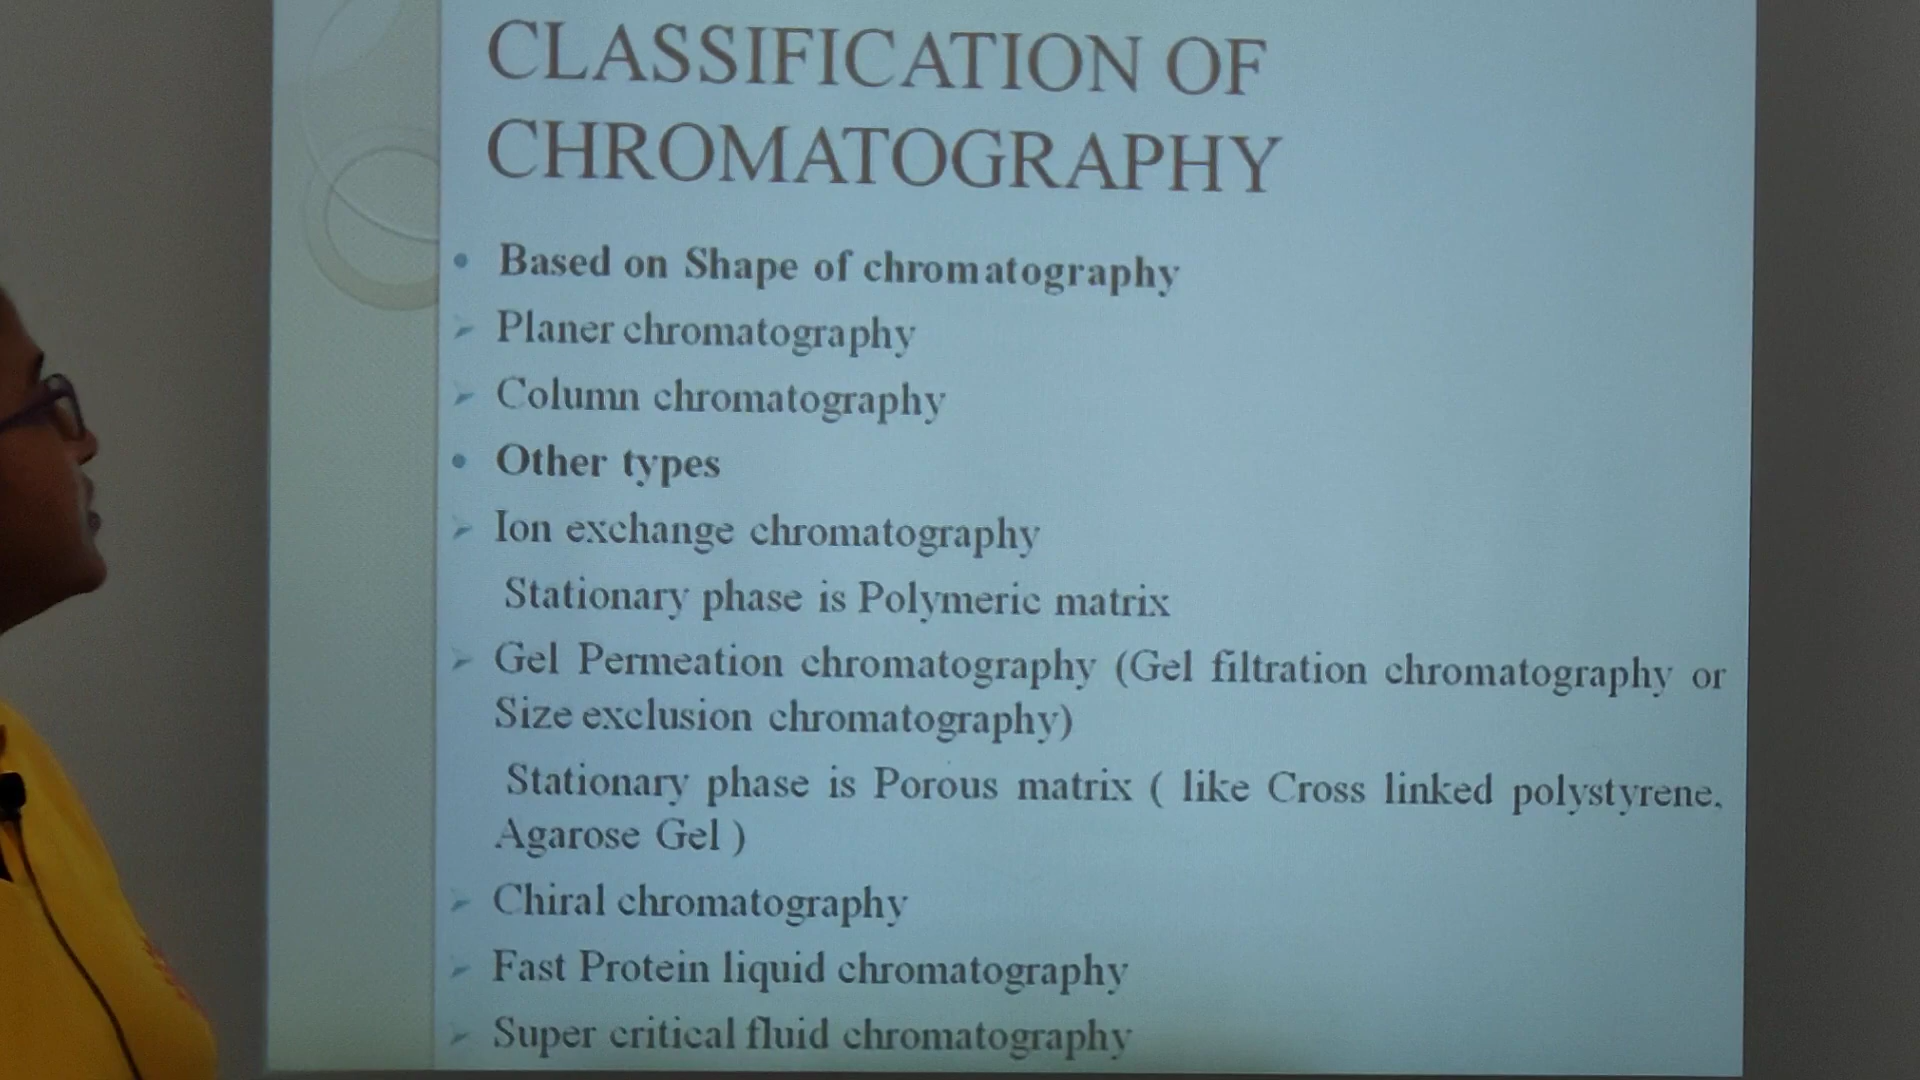 CLASSIFICATION OF
CHROMATOGRAPHY
• Based on Shape of chromatography
➢ Planer chromatography
➢ Column chromatography
• Other types
➢ Ion exchange chromatography
Stationary phase is Polymeric matrix
➢ Gel Permeation chromatography (Gel filtration chromatography or
Size exclusion chromatography)
Stationary phase is Porous matrix ( like Cross linked polystyrene,
Agarose Gel )
➢ Chiral chromatography
➢ Fast Protein liquid chromatography
➢ Super critical fluid chromatography